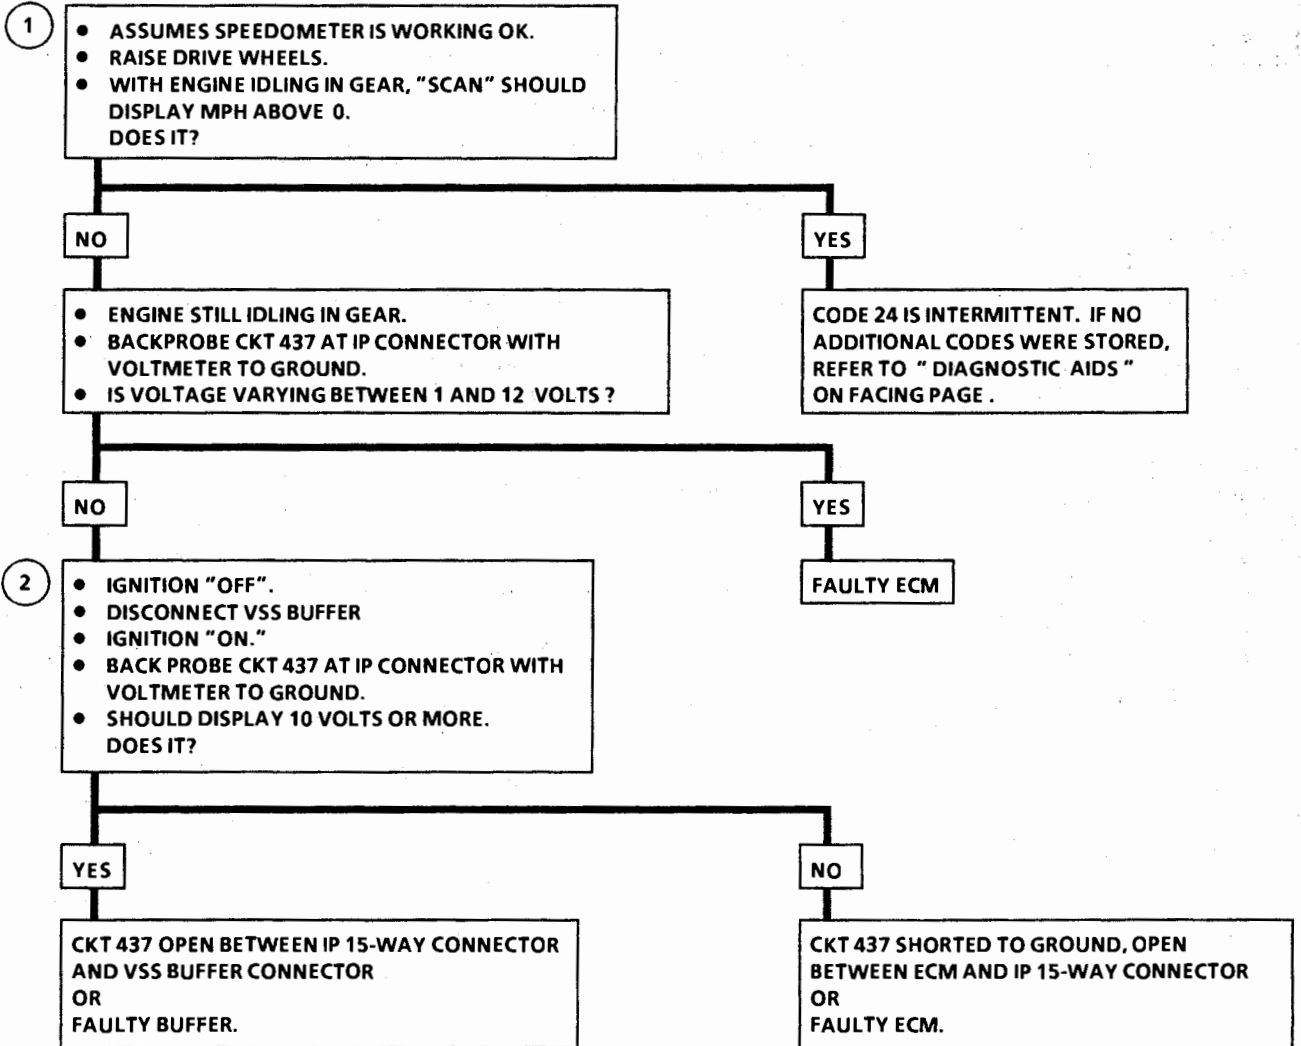 1
● ASSUMES SPEEDOMETER IS WORKING OK.
● RAISE DRIVE WHEELS.
● WITH ENGINE IDLING IN GEAR, "SCAN" SHOULD
DISPLAY MPH ABOVE 0.
DOES IT?
NO
YES
● ENGINE STILL IDLING IN GEAR.
● BACKPROBE CKT 437 AT IP CONNECTOR WITH
VOLTMETER TO GROUND.
● IS VOLTAGE VARYING BETWEEN 1 AND 12 VOLTS ?
CODE 24 IS INTERMITTENT. IF NO
ADDITIONAL CODES WERE STORED,
REFER TO " DIAGNOSTIC AIDS "
ON FACING PAGE .
NO
YES
2
● IGNITION "OFF".
● DISCONNECT VSS BUFFER
● IGNITION "ON."
● BACK PROBE CKT 437 AT IP CONNECTOR WITH
VOLTMETER TO GROUND.
● SHOULD DISPLAY 10 VOLTS OR MORE.
DOES IT?
FAULTY ECM
YES
NO
CKT 437 OPEN BETWEEN IP 15-WAY CONNECTOR
AND VSS BUFFER CONNECTOR
OR
FAULTY BUFFER.
CKT 437 SHORTED TO GROUND, OPEN
BETWEEN ECM AND IP 15-WAY CONNECTOR
OR
FAULTY ECM.